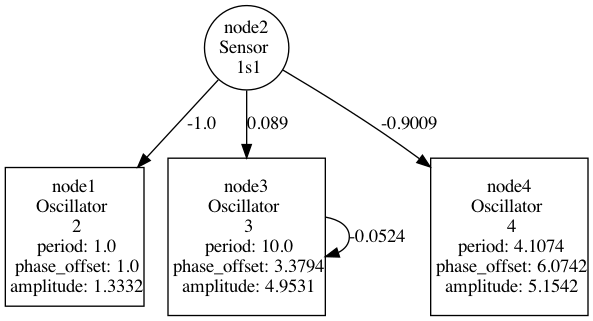 node2
Sensor
1s1
-1.0
0.089
-0.9009
node1
Oscillator
2
period: 1.0
phase_offset: 1.0
amplitude: 1.3332
node3
Oscillator
3
period: 10.0
phase_offset: 3.3794
amplitude: 4.9531
-0.0524
node4
Oscillator
4
period: 4.1074
phase_offset: 6.0742
amplitude: 5.1542